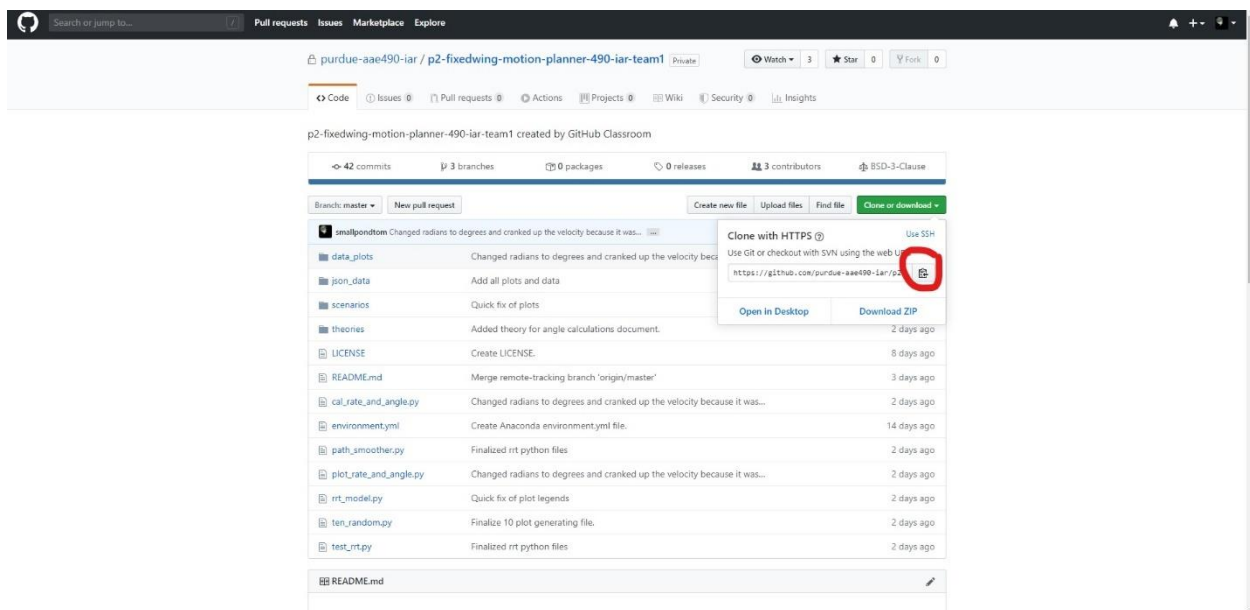 Search or jump to... / Pull requests Issues Marketplace Explore
purdue-aae490-iar / p2-fixedwing-motion-planner-490-iar-team1 Private Watch 3 Star 0 Fork 0
Code Issues 0 Pull requests 0 Actions Projects 0 Wiki Security 0 Insights
p2-fixedwing-motion-planner-490-iar-team1 created by GitHub Classroom
42 commits 3 branches 0 packages 0 releases 3 contributors BSD-3-Clause
Branch: master New pull request Create new file Upload files Find file Clone or download
smallpondtom Changed radians to degrees and cranked up the velocity because it was... ...
Clone with HTTPS Use SSH
Use Git or checkout with SVN using the web
https://github.com/purdue-aae490-iar/p2
Open in Desktop Download ZIP
data_plots Changed radians to degrees and cranked up the velocity beca
json_data Add all plots and data
scenarios Quick fix of plots
theories Added theory for angle calculations document. 2 days ago
LICENSE Create LICENSE. 8 days ago
README.md Merge remote-tracking branch 'origin/master' 3 days ago
cal_rate_and_angle.py Changed radians to degrees and cranked up the velocity because it was... 2 days ago
environment.yml Create Anaconda environment.yml file. 14 days ago
path_smoother.py Finalized rrt python files 2 days ago
plot_rate_and_angle.py Changed radians to degrees and cranked up the velocity because it was... 2 days ago
rrt_model.py Quick fix of plot legends 2 days ago
ten_random.py Finalize 10 plot generating file. 2 days ago
test_rrt.py Finalized rrt python files 2 days ago
README.md